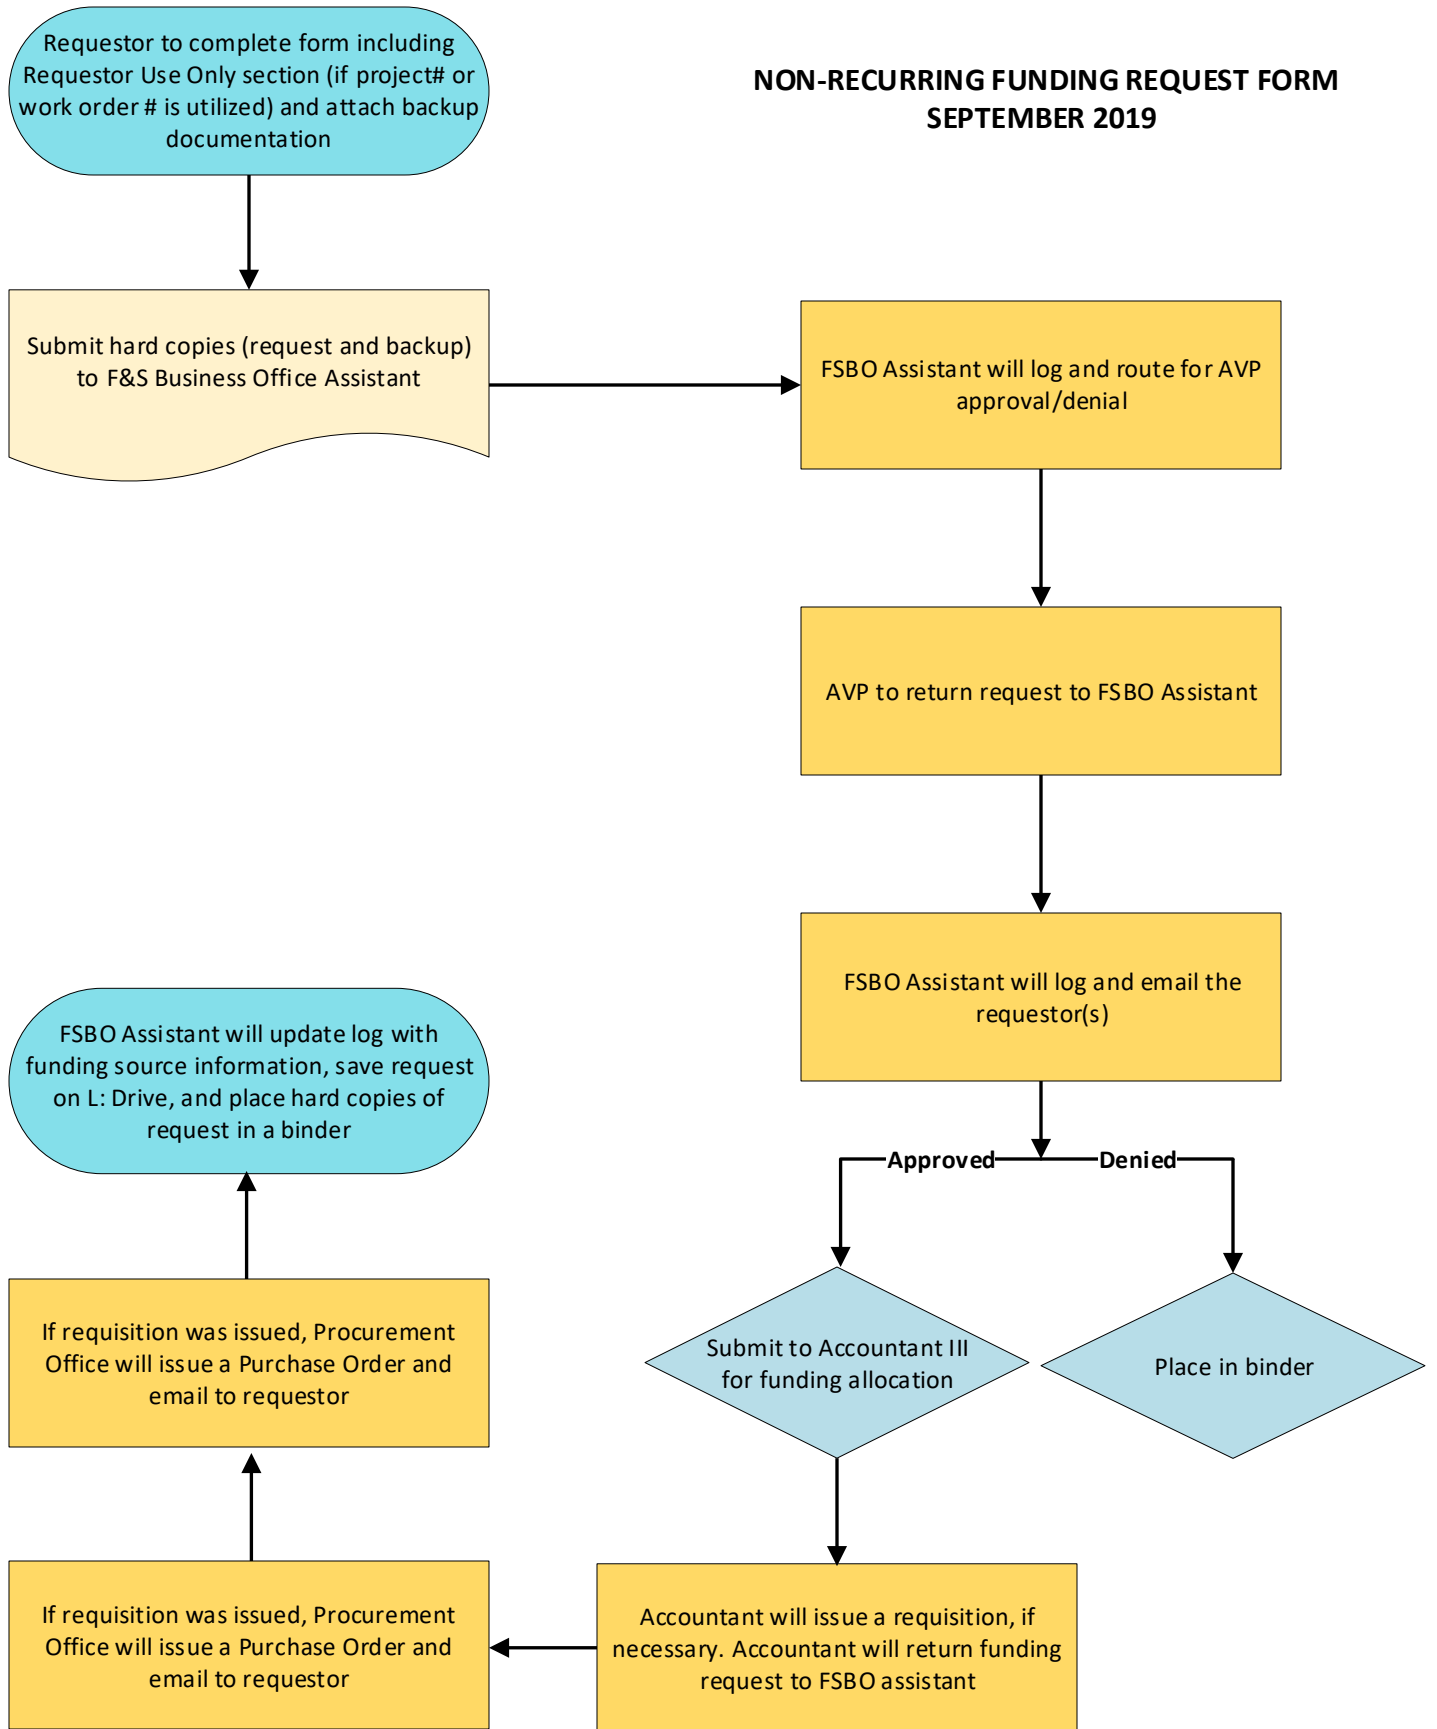 Requestor to complete form including
Requestor Use Only section (if project# or
work order # is utilized) and attach backup
documentation
NON-RECURRING FUNDING REQUEST FORM
SEPTEMBER 2019
Submit hard copies (request and backup)
to F&S Business Office Assistant
FSBO Assistant will log and route for AVP
approval/denial
AVP to return request to FSBO Assistant
FSBO Assistant will log and email the
requestor(s)
Approved
Denied
Submit to Accountant III
for funding allocation
Place in binder
Accountant will issue a requisition, if
necessary. Accountant will return funding
request to FSBO assistant
If requisition was issued, Procurement
Office will issue a Purchase Order and
email to requestor
If requisition was issued, Procurement
Office will issue a Purchase Order and
email to requestor
FSBO Assistant will update log with
funding source information, save request
on L: Drive, and place hard copies of
request in a binder